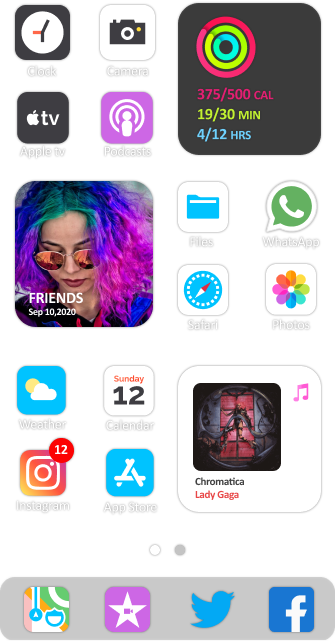 Clock
Camera
375/500 CAL
19/30 MIN
4/12 HRS
tv
Apple tv
Podcasts
FRIENDS
Sep 10,2020
Files
WhatsApp
Safari
Photos
Sunday
12
Weather
Calendar
12
Instagram
App Store
Chromatica
Lady Gaga